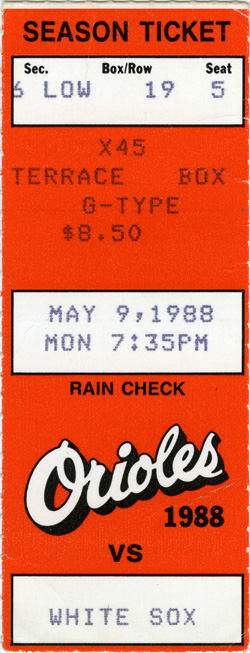 SEASON TICKET
Sec. Box/Row Seat
6 LOW 19 5
X45
TERRACE BOX
G-TYPE
$8.50
MAY 9,1988
MON 7:35PM
RAIN CHECK
Orioles
1988
VS
WHITE SOX